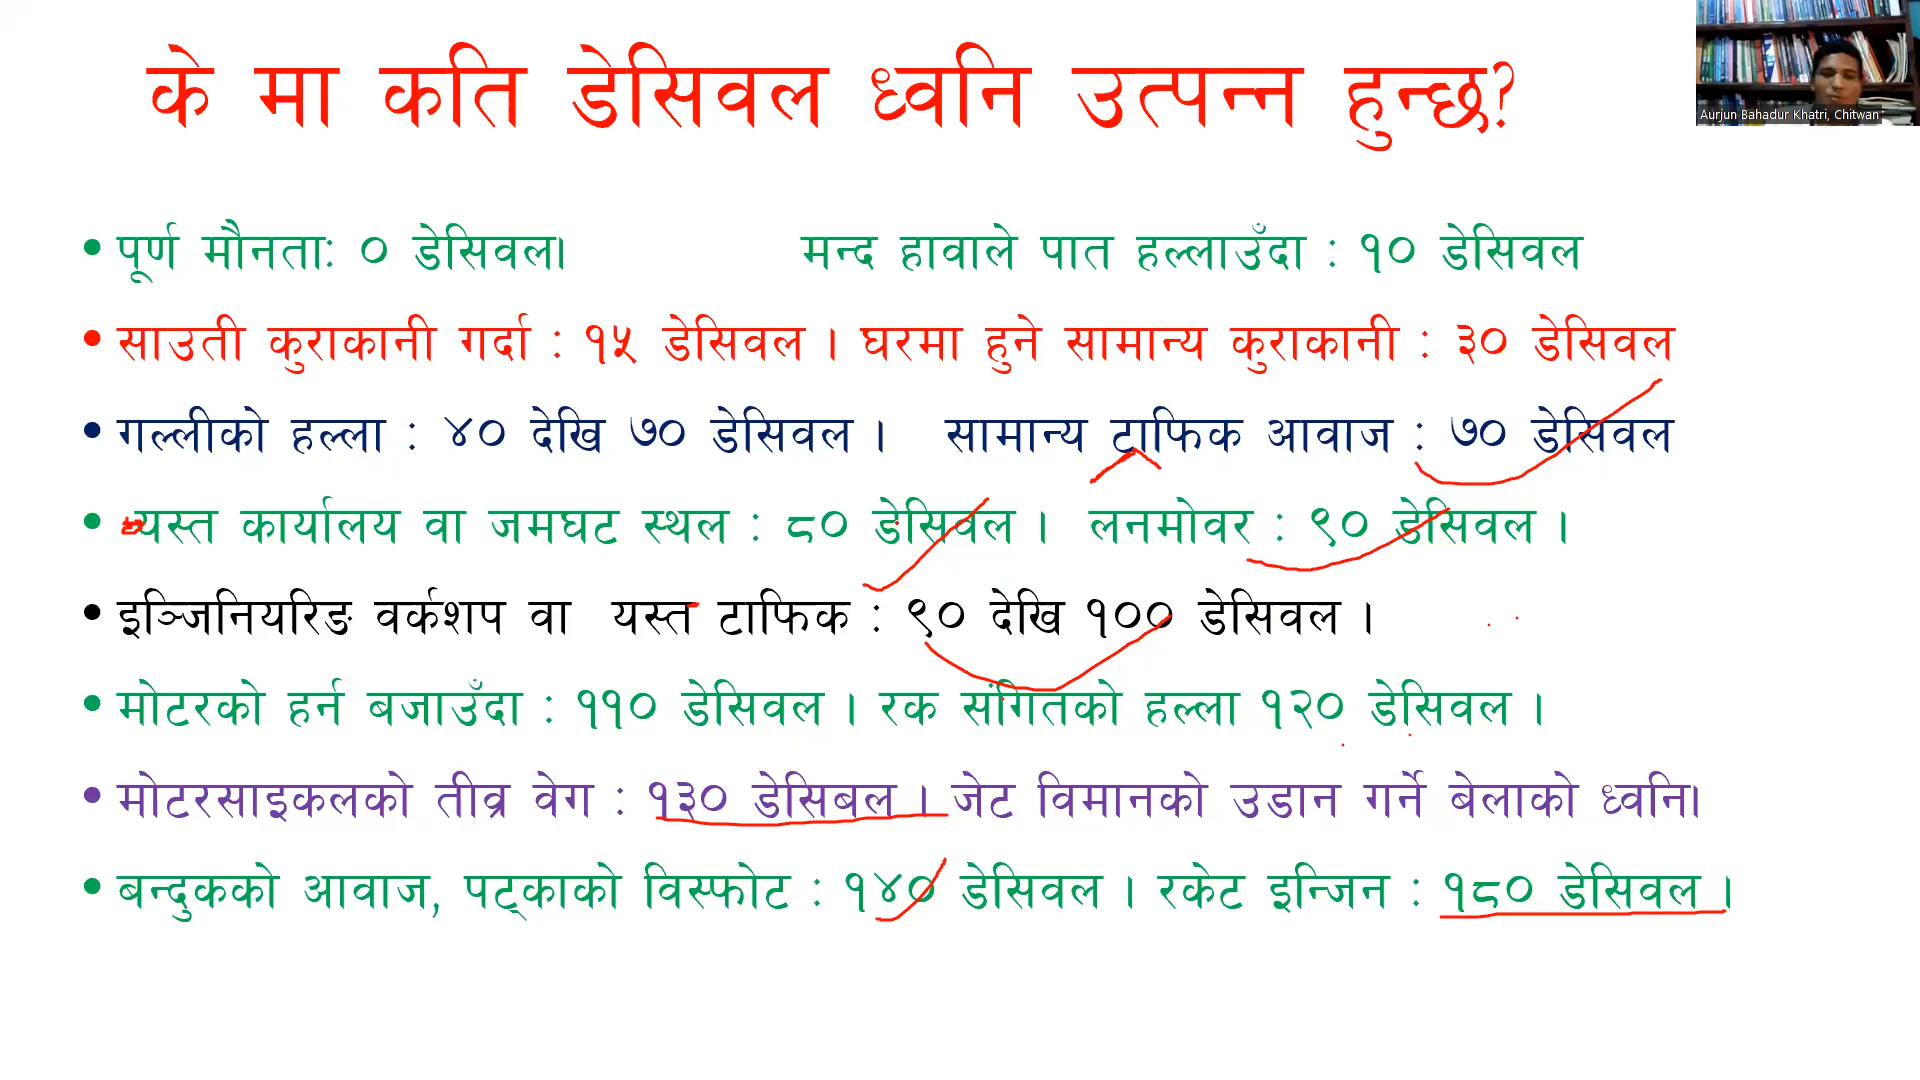 के मा कति डेसिवल ध्वनि उत्पन्न हुन्छ?
Aurjun Bahadur Khatri, Chitwan
• पूर्ण मौनताः ० डेसिवल। मन्द हावाले पात हल्लाउँदा : १० डेसिवल
• साउती कुराकानी गर्दा : १५ डेसिवल । घरमा हुने सामान्य कुराकानी : ३० डेसिवल
• गल्लीको हल्ला : ४० देखि ७० डेसिवल । सामान्य टाफिक आवाज : ७० डेसिवल
• यस्त कार्यालय वा जमघट स्थल : ८० डेसिवल । लनमोवर : ९० डेसिवल ।
• इञ्जिनियरिङ वर्कशप वा यस्त टाफिक : ९० देखि १०० डेसिवल ।
• मोटरको हर्न बजाउँदा : ११० डेसिवल । रक संगितको हल्ला १२० डेसिवल ।
• मोटरसाइकलको तीव्र वेग : १३० डेसिबल । जेट विमानको उडान गर्ने बेलाको ध्वनि।
• बन्दुकको आवाज, पट्काको विस्फोट : १४० डेसिवल । रकेट इन्जिन : १८० डेसिवल ।